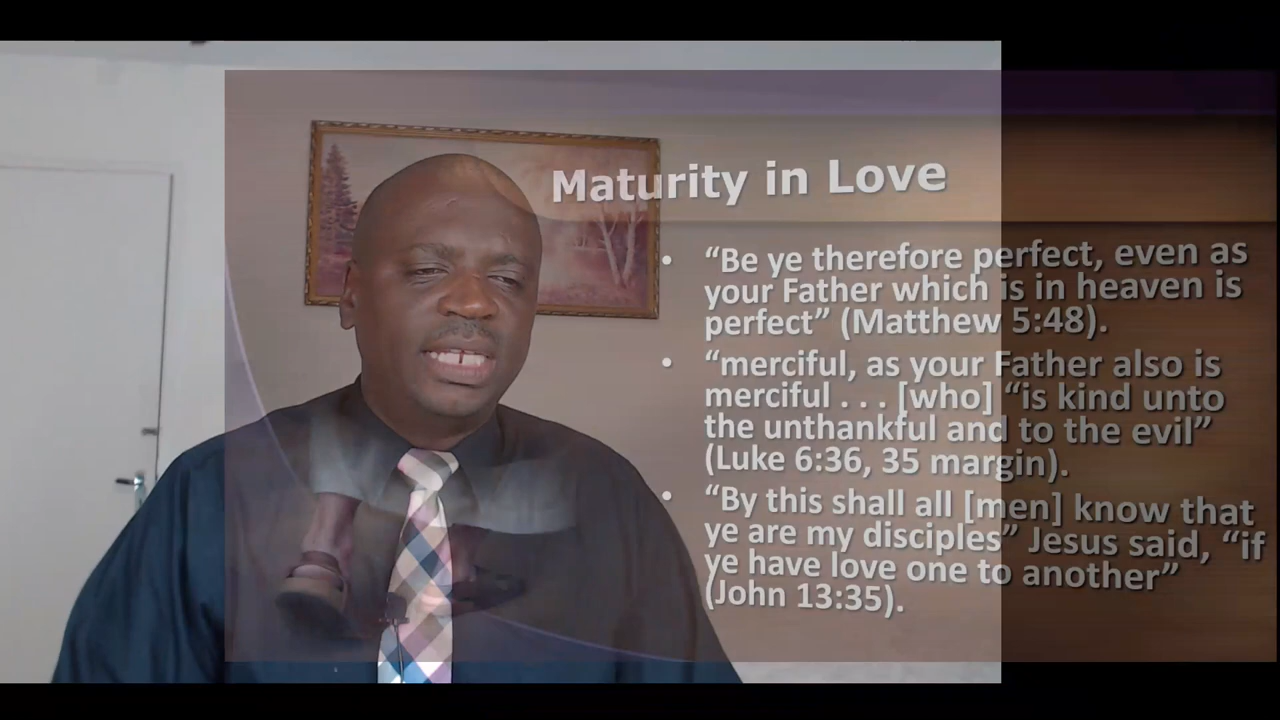 Maturity in Love
• “Be ye therefore perfect, even as
your Father which is in heaven is
perfect” (Matthew 5:48).
• “merciful, as your Father also is
merciful . . . [who] “is kind unto
the unthankful and to the evil”
(Luke 6:36, 35 margin).
• “By this shall all [men] know that
ye are my disciples” Jesus said, “if
ye have love one to another”
(John 13:35).